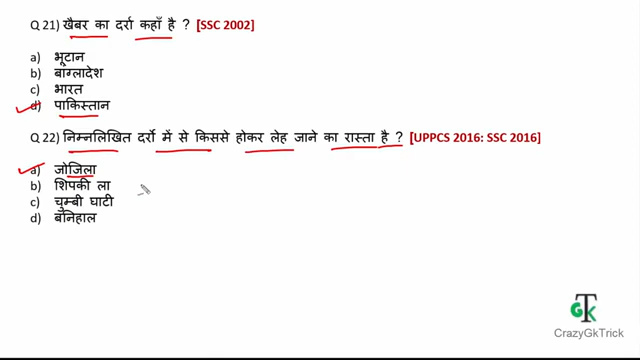 Q 21) खैबर का दर्रा कहाँ है ? [SSC 2002]
a) भूटान
b) बाग्लादेश
c) भारत
d) पाकिस्तान
Q 22) निम्नलिखित दर्रो में से किससे होकर लेह जाने का रास्ता है ? [UPPCS 2016: SSC 2016]
a) जोजिला
b) शिपकी ला
c) चुम्बी घाटी
d) बनिहाल
GK
CrazyGkTrick